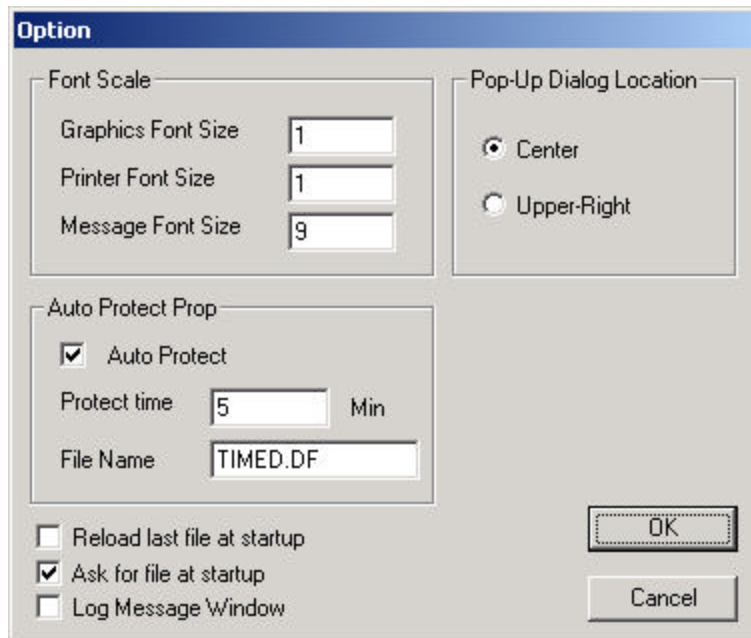 Option
Font Scale
Graphics Font Size 1
Printer Font Size 1
Message Font Size 9
Pop-Up Dialog Location
Center
Upper-Right
Auto Protect Prop
Auto Protect
Protect time 5 Min
File Name TIMED.DF
Reload last file at startup
Ask for file at startup
Log Message Window
OK
Cancel